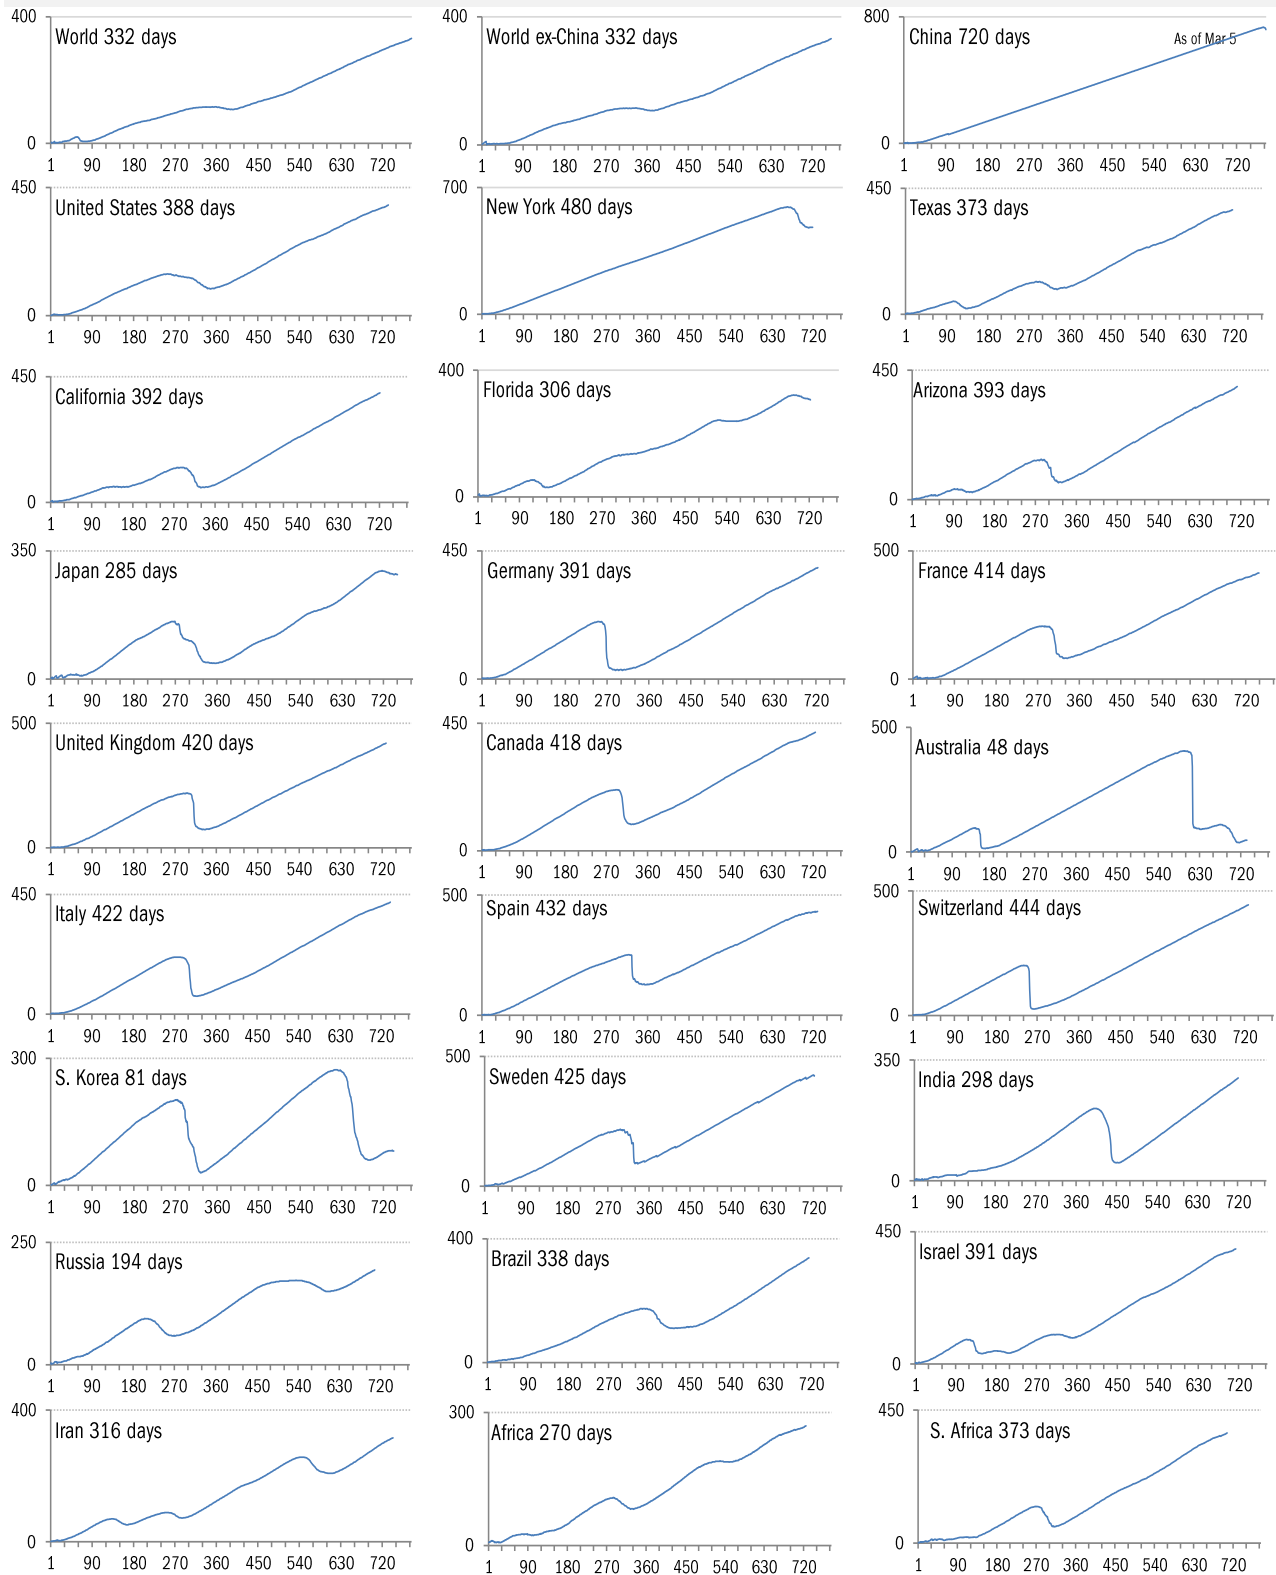 400
World 332 days
0
1 90 180 270 360 450 540 630 720
400
World ex-China 332 days
0
1 90 180 270 360 450 540 630 720
800
China 720 days
As of Mar 5
0
1 90 180 270 360 450 540 630 720
450
United States 388 days
0
1 90 180 270 360 450 540 630 720
700
New York 480 days
0
1 90 180 270 360 450 540 630 720
450
Texas 373 days
0
1 90 180 270 360 450 540 630 720
450
California 392 days
0
1 90 180 270 360 450 540 630 720
400
Florida 306 days
0
1 90 180 270 360 450 540 630 720
450
Arizona 393 days
0
1 90 180 270 360 450 540 630 720
350
Japan 285 days
0
1 90 180 270 360 450 540 630 720
450
Germany 391 days
0
1 90 180 270 360 450 540 630 720
500
France 414 days
0
1 90 180 270 360 450 540 630 720
500
United Kingdom 420 days
0
1 90 180 270 360 450 540 630 720
450
Canada 418 days
0
1 90 180 270 360 450 540 630 720
500
Australia 48 days
0
1 90 180 270 360 450 540 630 720
450
Italy 422 days
0
1 90 180 270 360 450 540 630 720
500
Spain 432 days
0
1 90 180 270 360 450 540 630 720
500
Switzerland 444 days
0
1 90 180 270 360 450 540 630 720
300
S. Korea 81 days
0
1 90 180 270 360 450 540 630 720
500
Sweden 425 days
0
1 90 180 270 360 450 540 630 720
350
India 298 days
0
1 90 180 270 360 450 540 630 720
250
Russia 194 days
0
1 90 180 270 360 450 540 630 720
400
Brazil 338 days
0
1 90 180 270 360 450 540 630 720
450
Israel 391 days
0
1 90 180 270 360 450 540 630 720
400
Iran 316 days
0
1 90 180 270 360 450 540 630 720
300
Africa 270 days
0
1 90 180 270 360 450 540 630 720
450
S. Africa 373 days
0
1 90 180 270 360 450 540 630 720